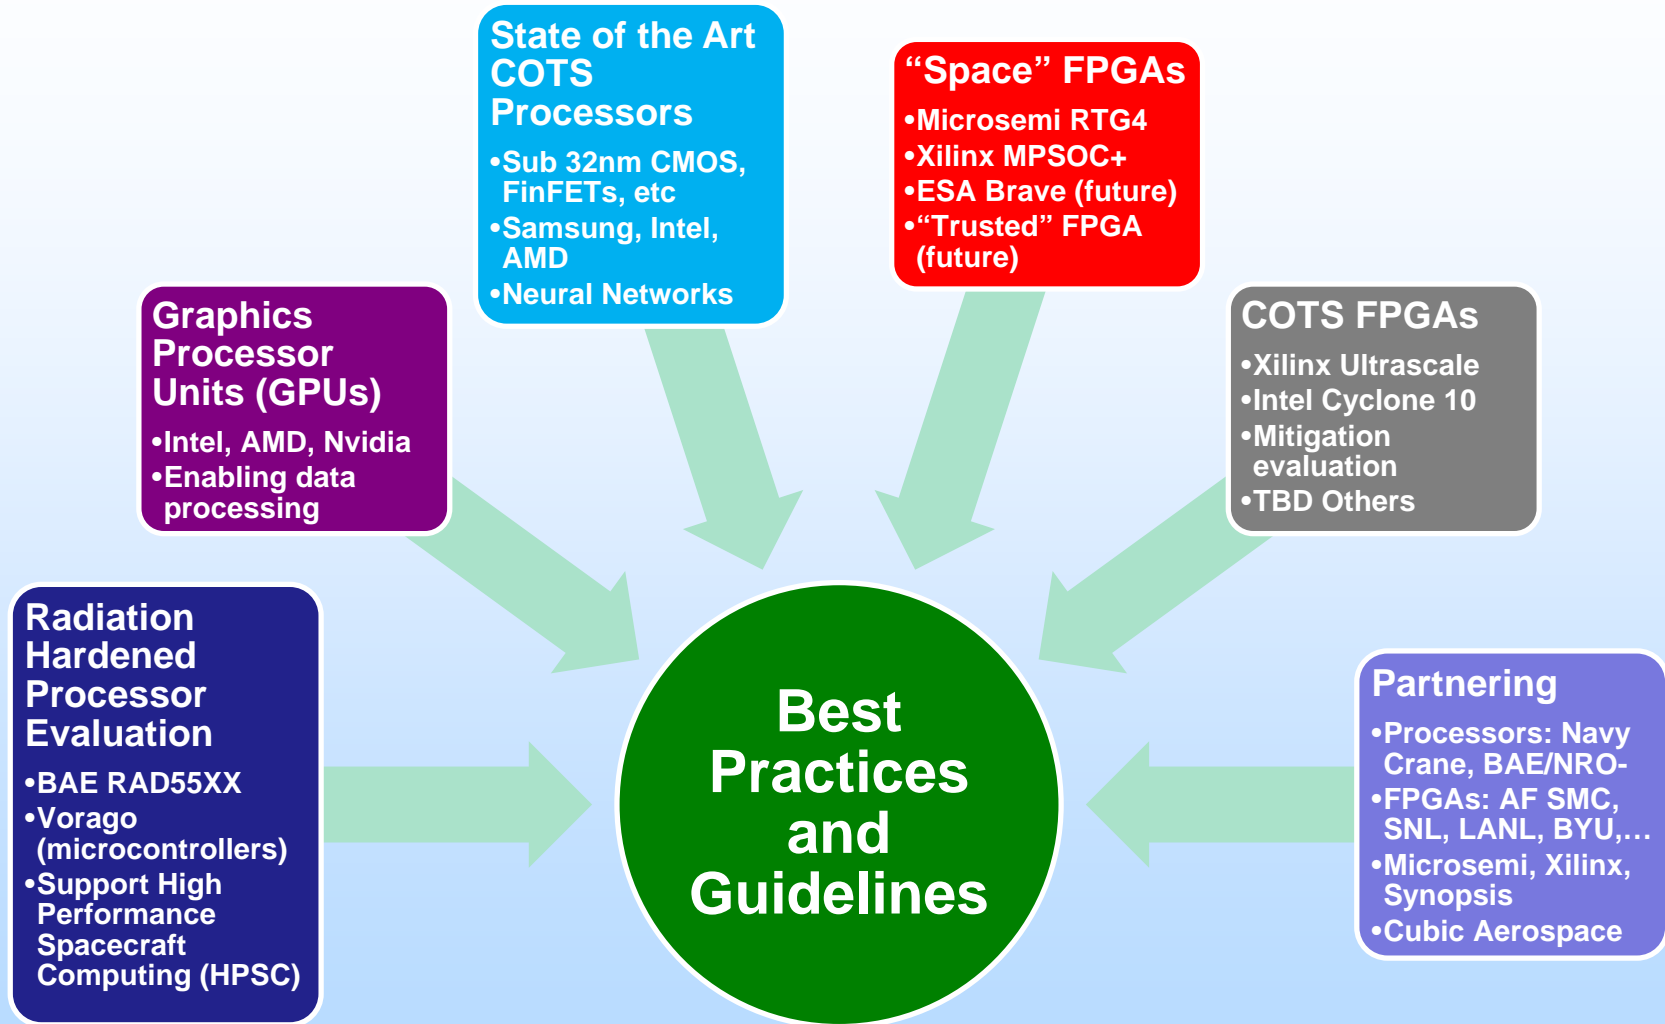 State of the Art
COTS
Processors
•Sub 32nm CMOS,
FinFETs, etc
•Samsung, Intel,
AMD
•Neural Networks
“Space” FPGAs
•Microsemi RTG4
•Xilinx MPSOC+
•ESA Brave (future)
•“Trusted” FPGA
(future)
Graphics
Processor
Units (GPUs)
•Intel, AMD, Nvidia
•Enabling data
processing
COTS FPGAs
•Xilinx Ultrascale
•Intel Cyclone 10
•Mitigation
evaluation
•TBD Others
Radiation
Hardened
Processor
Evaluation
•BAE RAD55XX
•Vorago
(microcontrollers)
•Support High
Performance
Spacecraft
Computing (HPSC)
Best
Practices
and
Guidelines
Partnering
•Processors: Navy
Crane, BAE/NRO-
•FPGAs: AF SMC,
SNL, LANL, BYU,…
•Microsemi, Xilinx,
Synopsis
•Cubic Aerospace